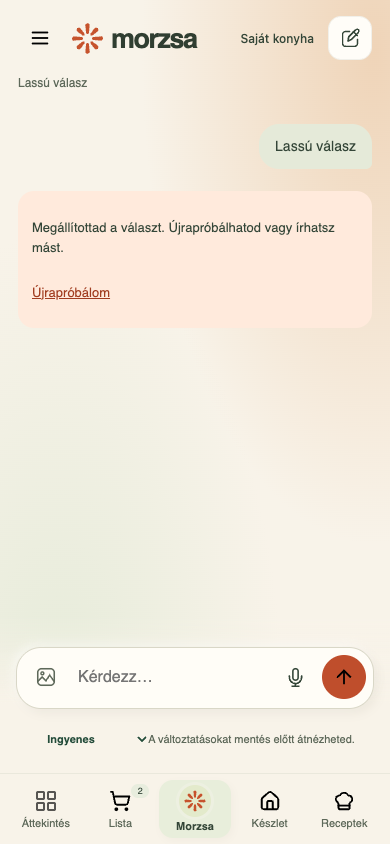 morzsa
Saját konyha
Lassú válasz
Lassú válasz
Megállítottad a választ. Újrapróbálhatod vagy írhatsz
mást.
Újrapróbálom
Kérdezz…
Ingyenes
A változtatásokat mentés előtt átnézheted.
2
Áttekintés
Lista
Morzsa
Készlet
Receptek